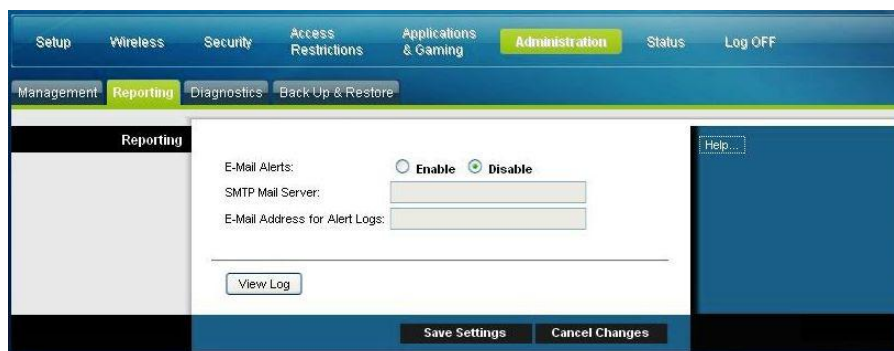 Setup Wireless Security Access Restrictions Applications & Gaming Administration Status Log OFF
Management Reporting Diagnostics Back Up & Restore
Reporting
Help...
E-Mail Alerts: Enable Disable
SMTP Mail Server:
E-Mail Address for Alert Logs:
View Log
Save Settings Cancel Changes